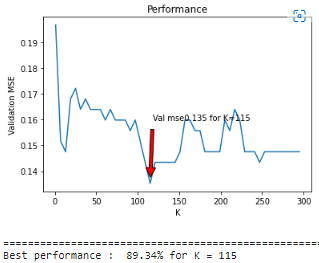 Performance
Validation MSE
0.19
0.18
0.17
0.16
0.15
0.14
Val mse0.135 for K=115
0 50 100 150 200 250 300
K
====================================================
Best performance :  89.34% for K = 115